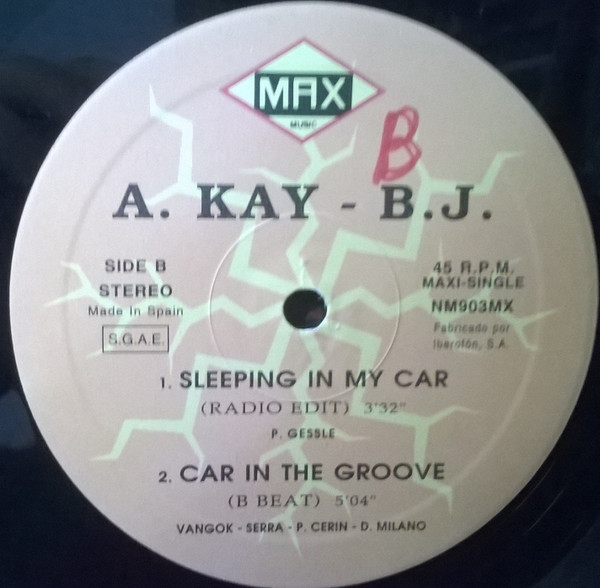 MAX
MUSIC
B
A. KAY - B.J.
SIDE B
STEREO
Made in Spain
S.G.A.E.
45 R.P.M.
MAXI-SINGLE
NM903MX
Fabricado por
Iberofón, S.A.
1. SLEEPING IN MY CAR
(RADIO EDIT) 3'32"
P. GESSLE
2. CAR IN THE GROOVE
(B BEAT) 5'04"
VANGOK - SERRA - P. CERIN - D. MILANO